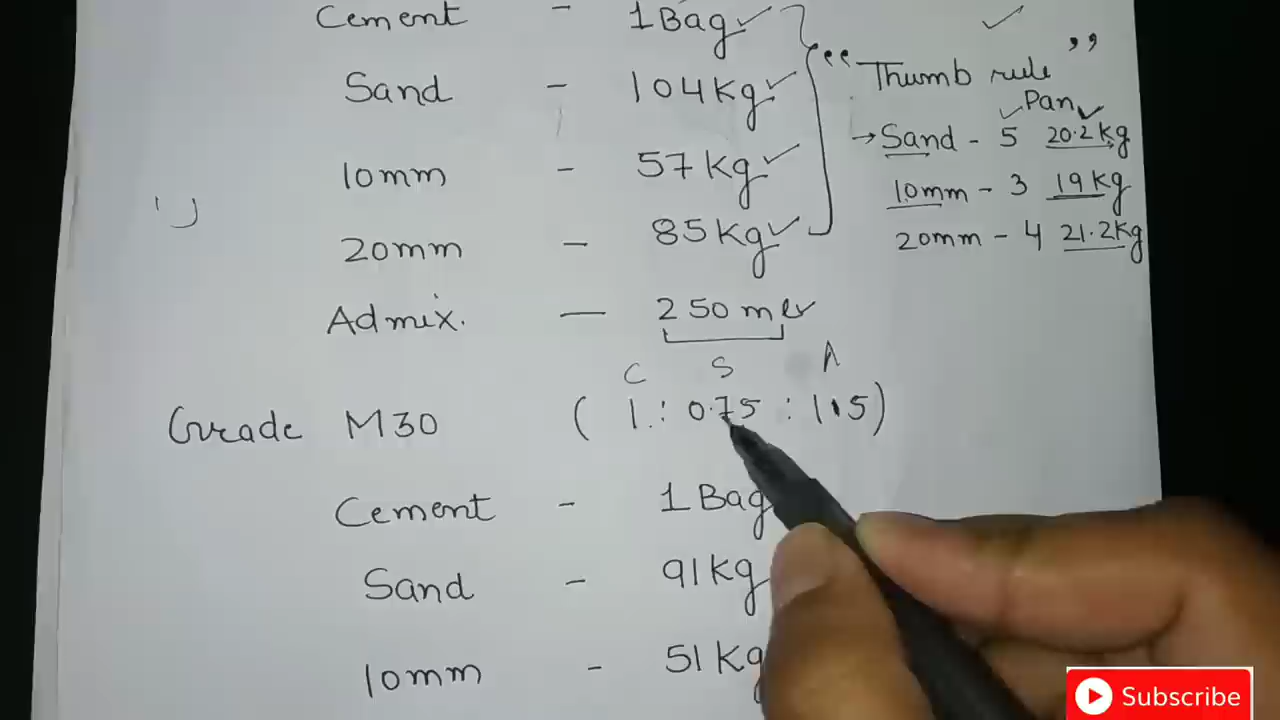 Cement - 1 Bag ✓
Sand - 104 Kg ✓
10mm - 57 Kg ✓
20mm - 85 Kg ✓
Admix. -
" Thumb rule "
Pan
→ Sand - 5 20.2 kg
10mm - 3 19 Kg
20mm - 4 21.2 Kg
C S A
Grade M30 ( 1 : 0.75 : 1.5 )
Cement - 1 Bag
Sand - 91 Kg
10mm - 51 Kg
Subscribe